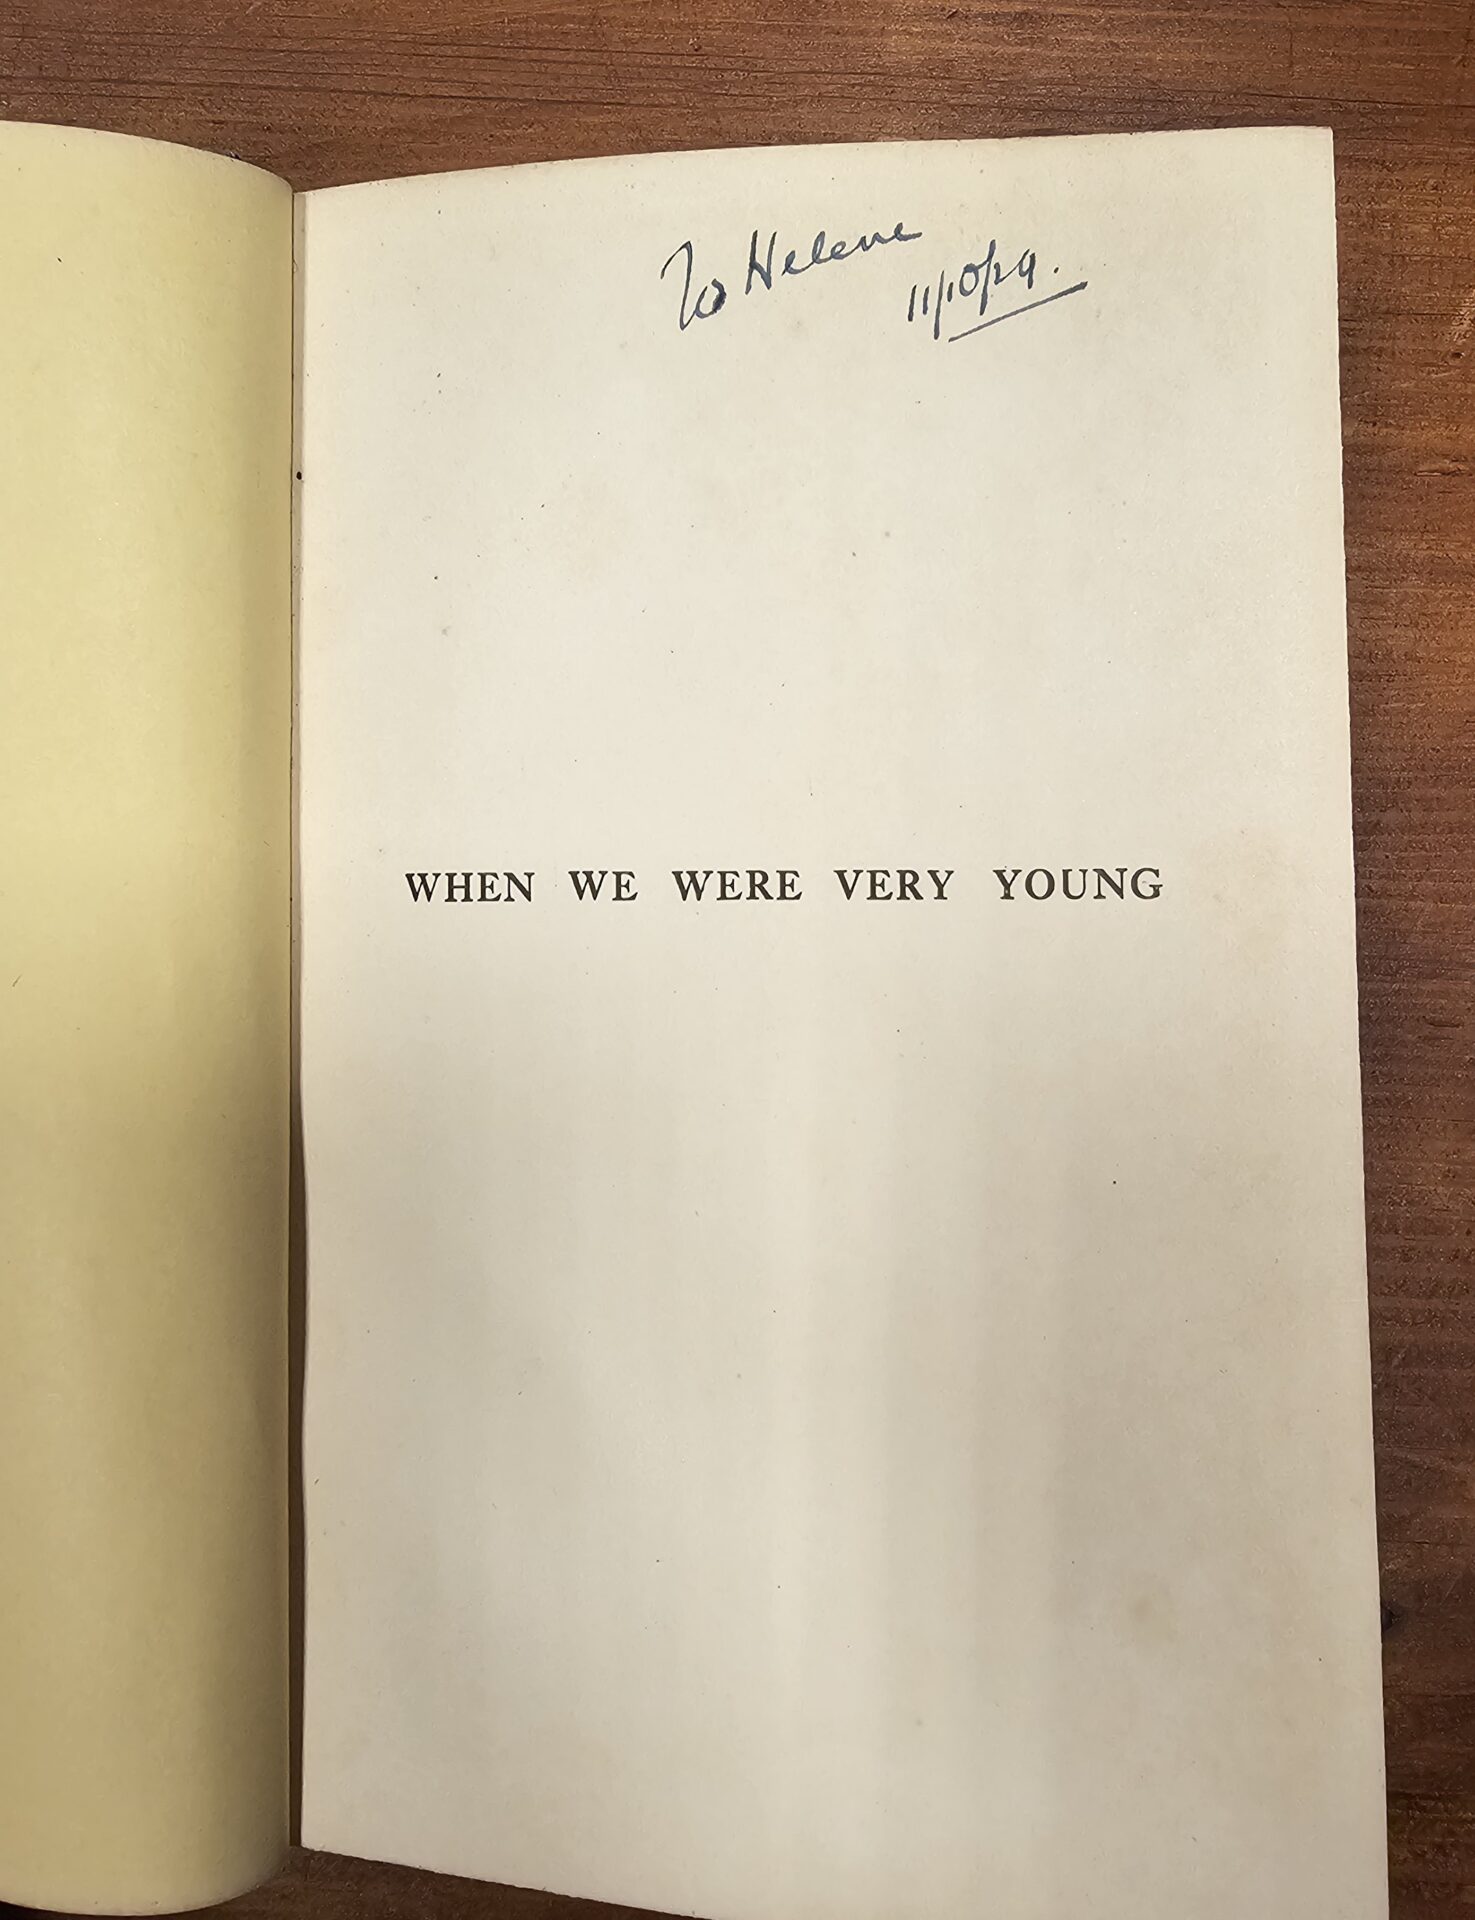 To Helene
11/10/29.
WHEN WE WERE VERY YOUNG